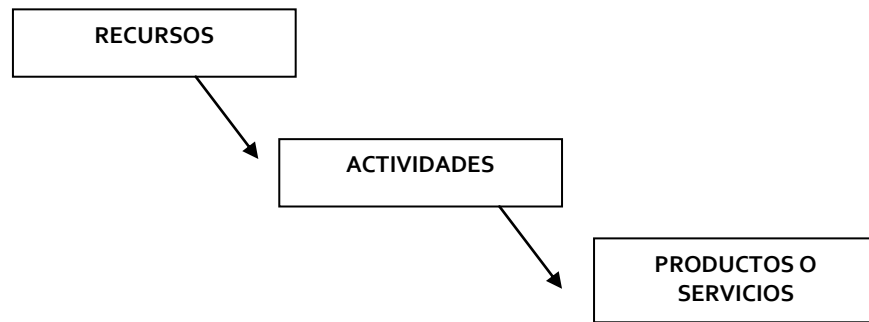 RECURSOS
ACTIVIDADES
PRODUCTOS O
SERVICIOS